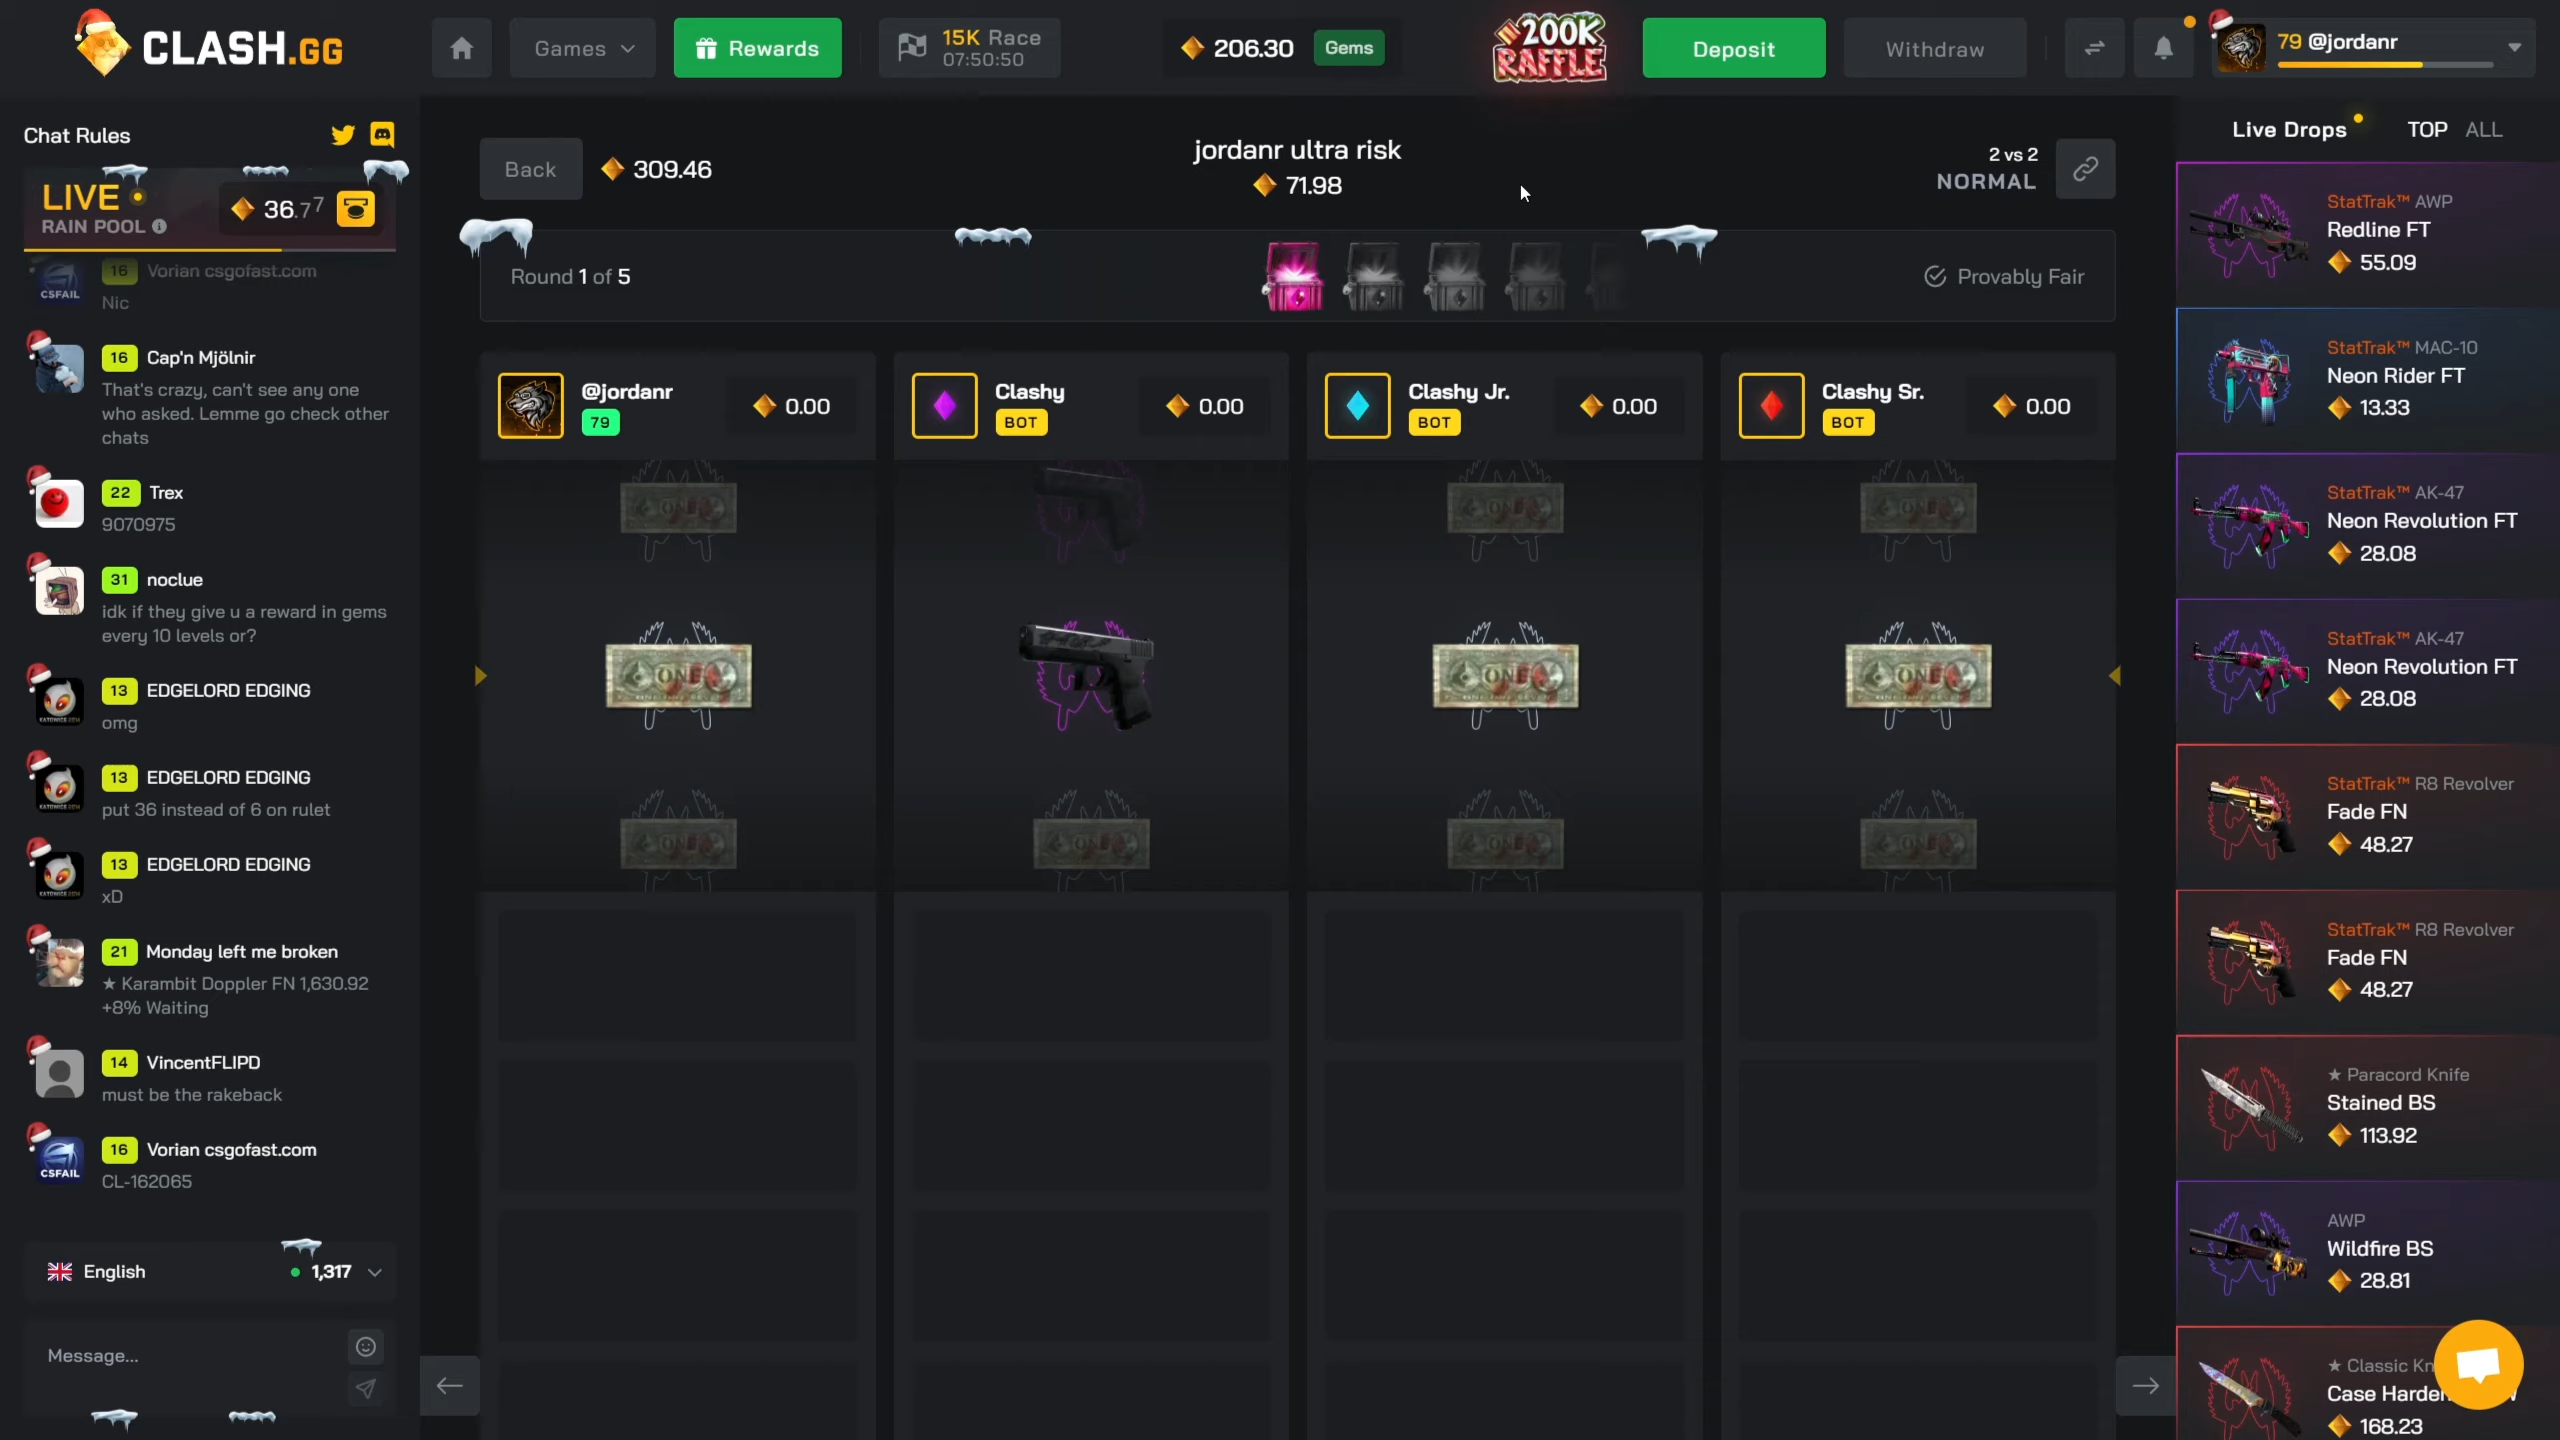 CLASH.GG
Games
Rewards
15K Race
07:50:50
206.30
Gems
200K
RAFFLE
Deposit
Withdraw
79 @jordanr
Chat Rules
LIVE
RAIN POOL
36.77
16 Vorian csgofast.com
Nic
CSFAIL
16 Cap'n Mjölnir
That's crazy, can't see any one
who asked. Lemme go check other
chats
22 Trex
9070975
31 noclue
idk if they give u a reward in gems
every 10 levels or?
13 EDGELORD EDGING
omg
13 EDGELORD EDGING
put 36 instead of 6 on rulet
13 EDGELORD EDGING
xD
21 Monday left me broken
★ Karambit Doppler FN 1,630.92
+8% Waiting
14 VincentFLIPD
must be the rakeback
16 Vorian csgofast.com
CL-162065
CSFAIL
English
1,317
Message...
Back
309.46
jordanr ultra risk
71.98
2 vs 2
NORMAL
Round 1 of 5
Provably Fair
@jordanr
79
0.00
Clashy
BOT
0.00
Clashy Jr.
BOT
0.00
Clashy Sr.
BOT
0.00
ONE
ONE
ONE
Live Drops
TOP
ALL
StatTrak™ AWP
Redline FT
55.09
StatTrak™ MAC-10
Neon Rider FT
13.33
StatTrak™ AK-47
Neon Revolution FT
28.08
StatTrak™ AK-47
Neon Revolution FT
28.08
StatTrak™ R8 Revolver
Fade FN
48.27
StatTrak™ R8 Revolver
Fade FN
48.27
★ Paracord Knife
Stained BS
113.92
AWP
Wildfire BS
28.81
★ Classic
Case
168.23